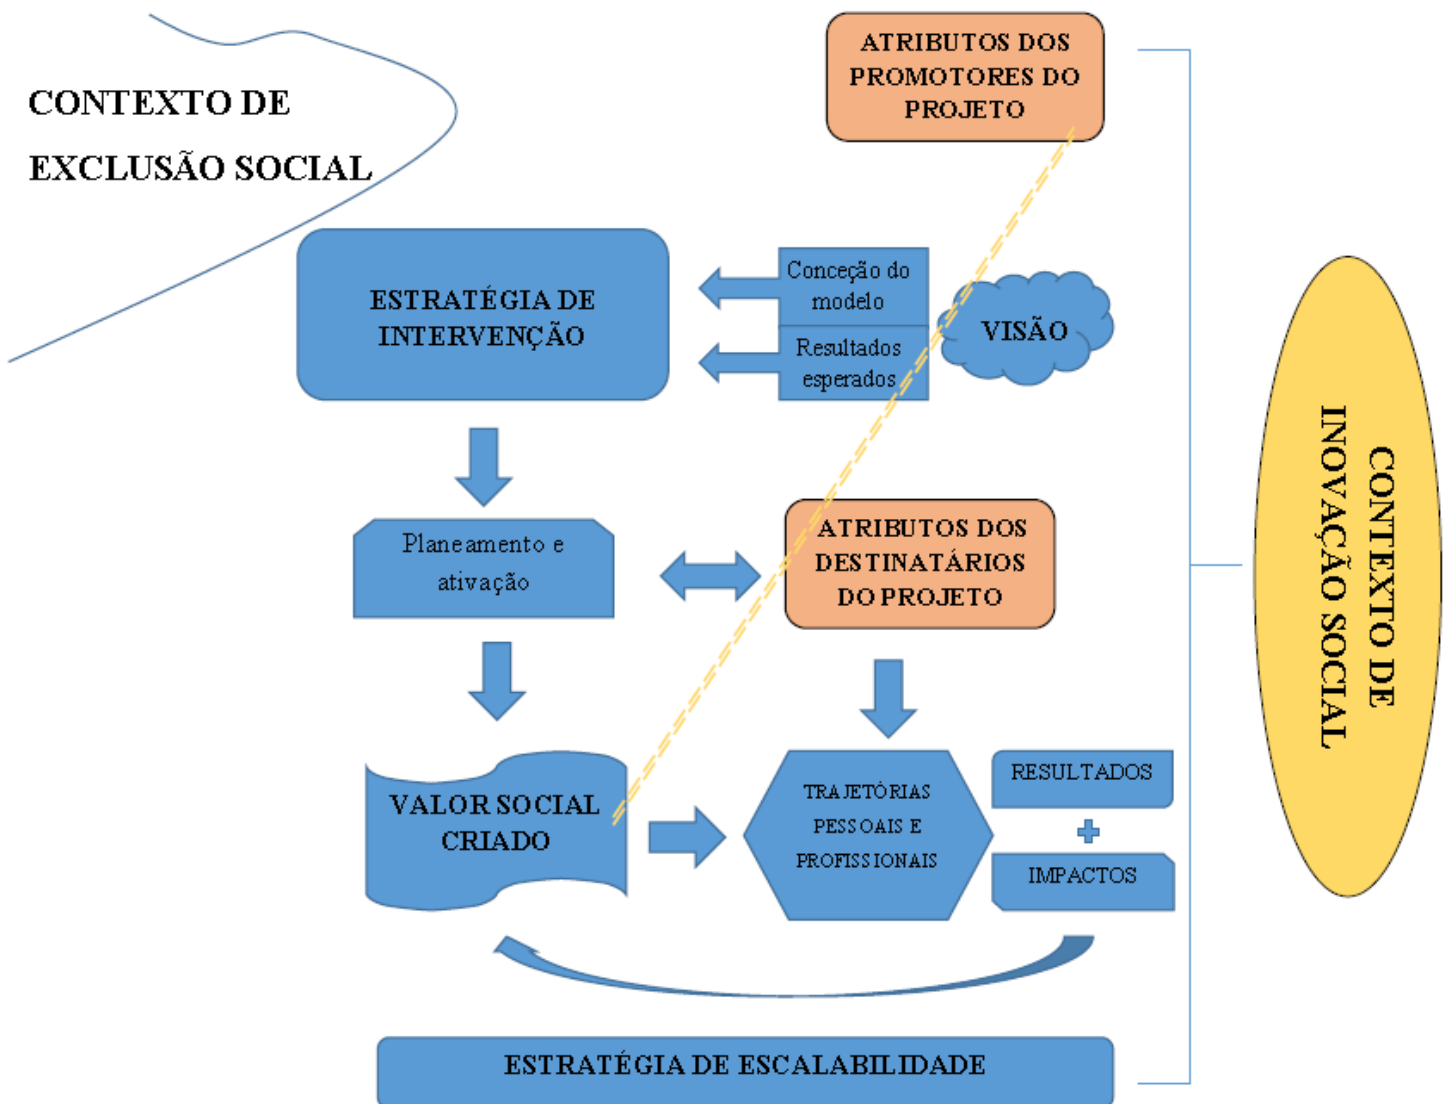 CONTEXTO DE
EXCLUSÃO SOCIAL
ATRIBUTOS DOS
PROMOTORES DO
PROJETO
ESTRATÉGIA DE
INTERVENÇÃO
Conceção do
modelo
Resultados
esperados
VISÃO
Planeamento e
ativação
ATRIBUTOS DOS
DESTINATÁRIOS
DO PROJETO
VALOR SOCIAL
CRIADO
TRAJETÓRIAS
PESSOAIS E
PROFISSIONAIS
RESULTADOS
IMPACTOS
ESTRATÉGIA DE ESCALABILIDADE
CONTEXTO DE
INOVAÇÃO SOCIAL